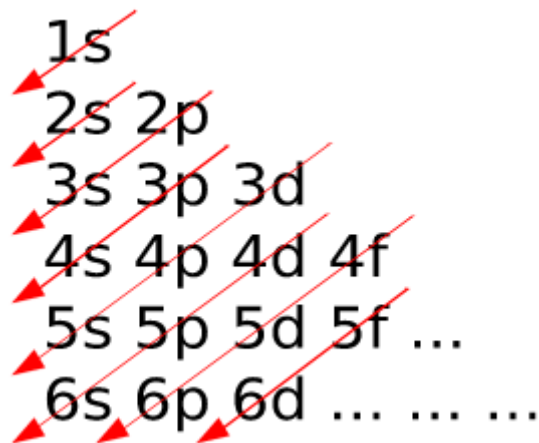 1s
2s 2p
3s 3p 3d
4s 4p 4d 4f
5s 5p 5d 5f ...
6s 6p 6d ... ... ...